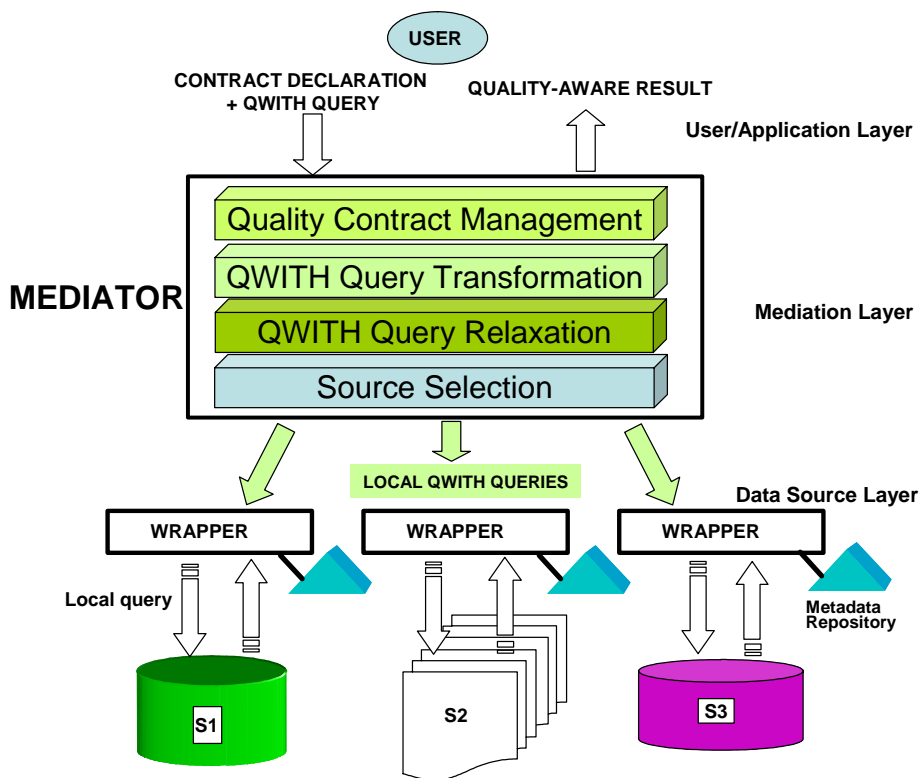 USER
CONTRACT DECLARATION
+ QWITH QUERY
QUALITY-AWARE RESULT
User/Application Layer
Quality Contract Management
QWITH Query Transformation
MEDIATOR
QWITH Query Relaxation
Mediation Layer
Source Selection
LOCAL QWITH QUERIES
Data Source Layer
WRAPPER
WRAPPER
WRAPPER
Local query
Metadata
Repository
S1
S2
S3